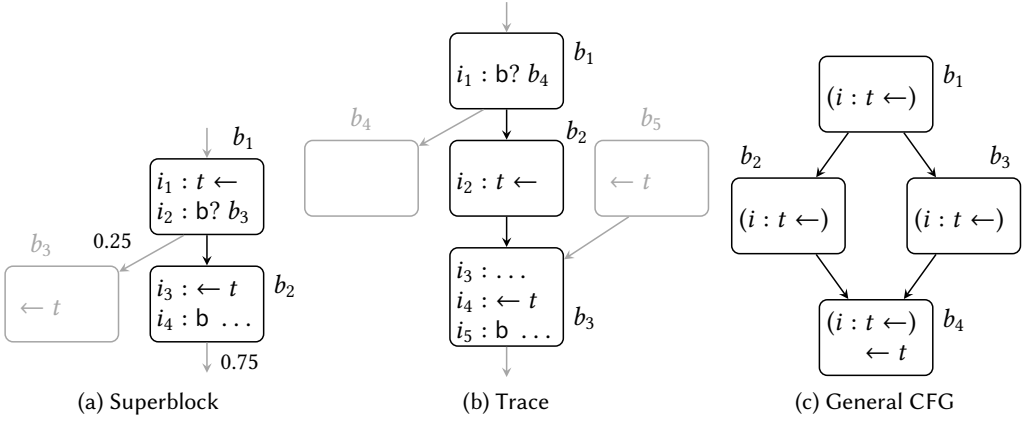 b₁
i₁ : t ←
i₂ : b? b₃
0.25
b₃
← t
i₃ : ← t
i₄ : b …
b₂
0.75
(a) Superblock
b₁
i₁ : b? b₄
b₄
b₂
i₂ : t ←
b₅
← t
i₃ : …
i₄ : ← t
i₅ : b …
b₃
(b) Trace
b₁
(i : t ←)
b₂
(i : t ←)
b₃
(i : t ←)
b₄
(i : t ←)
← t
(c) General CFG